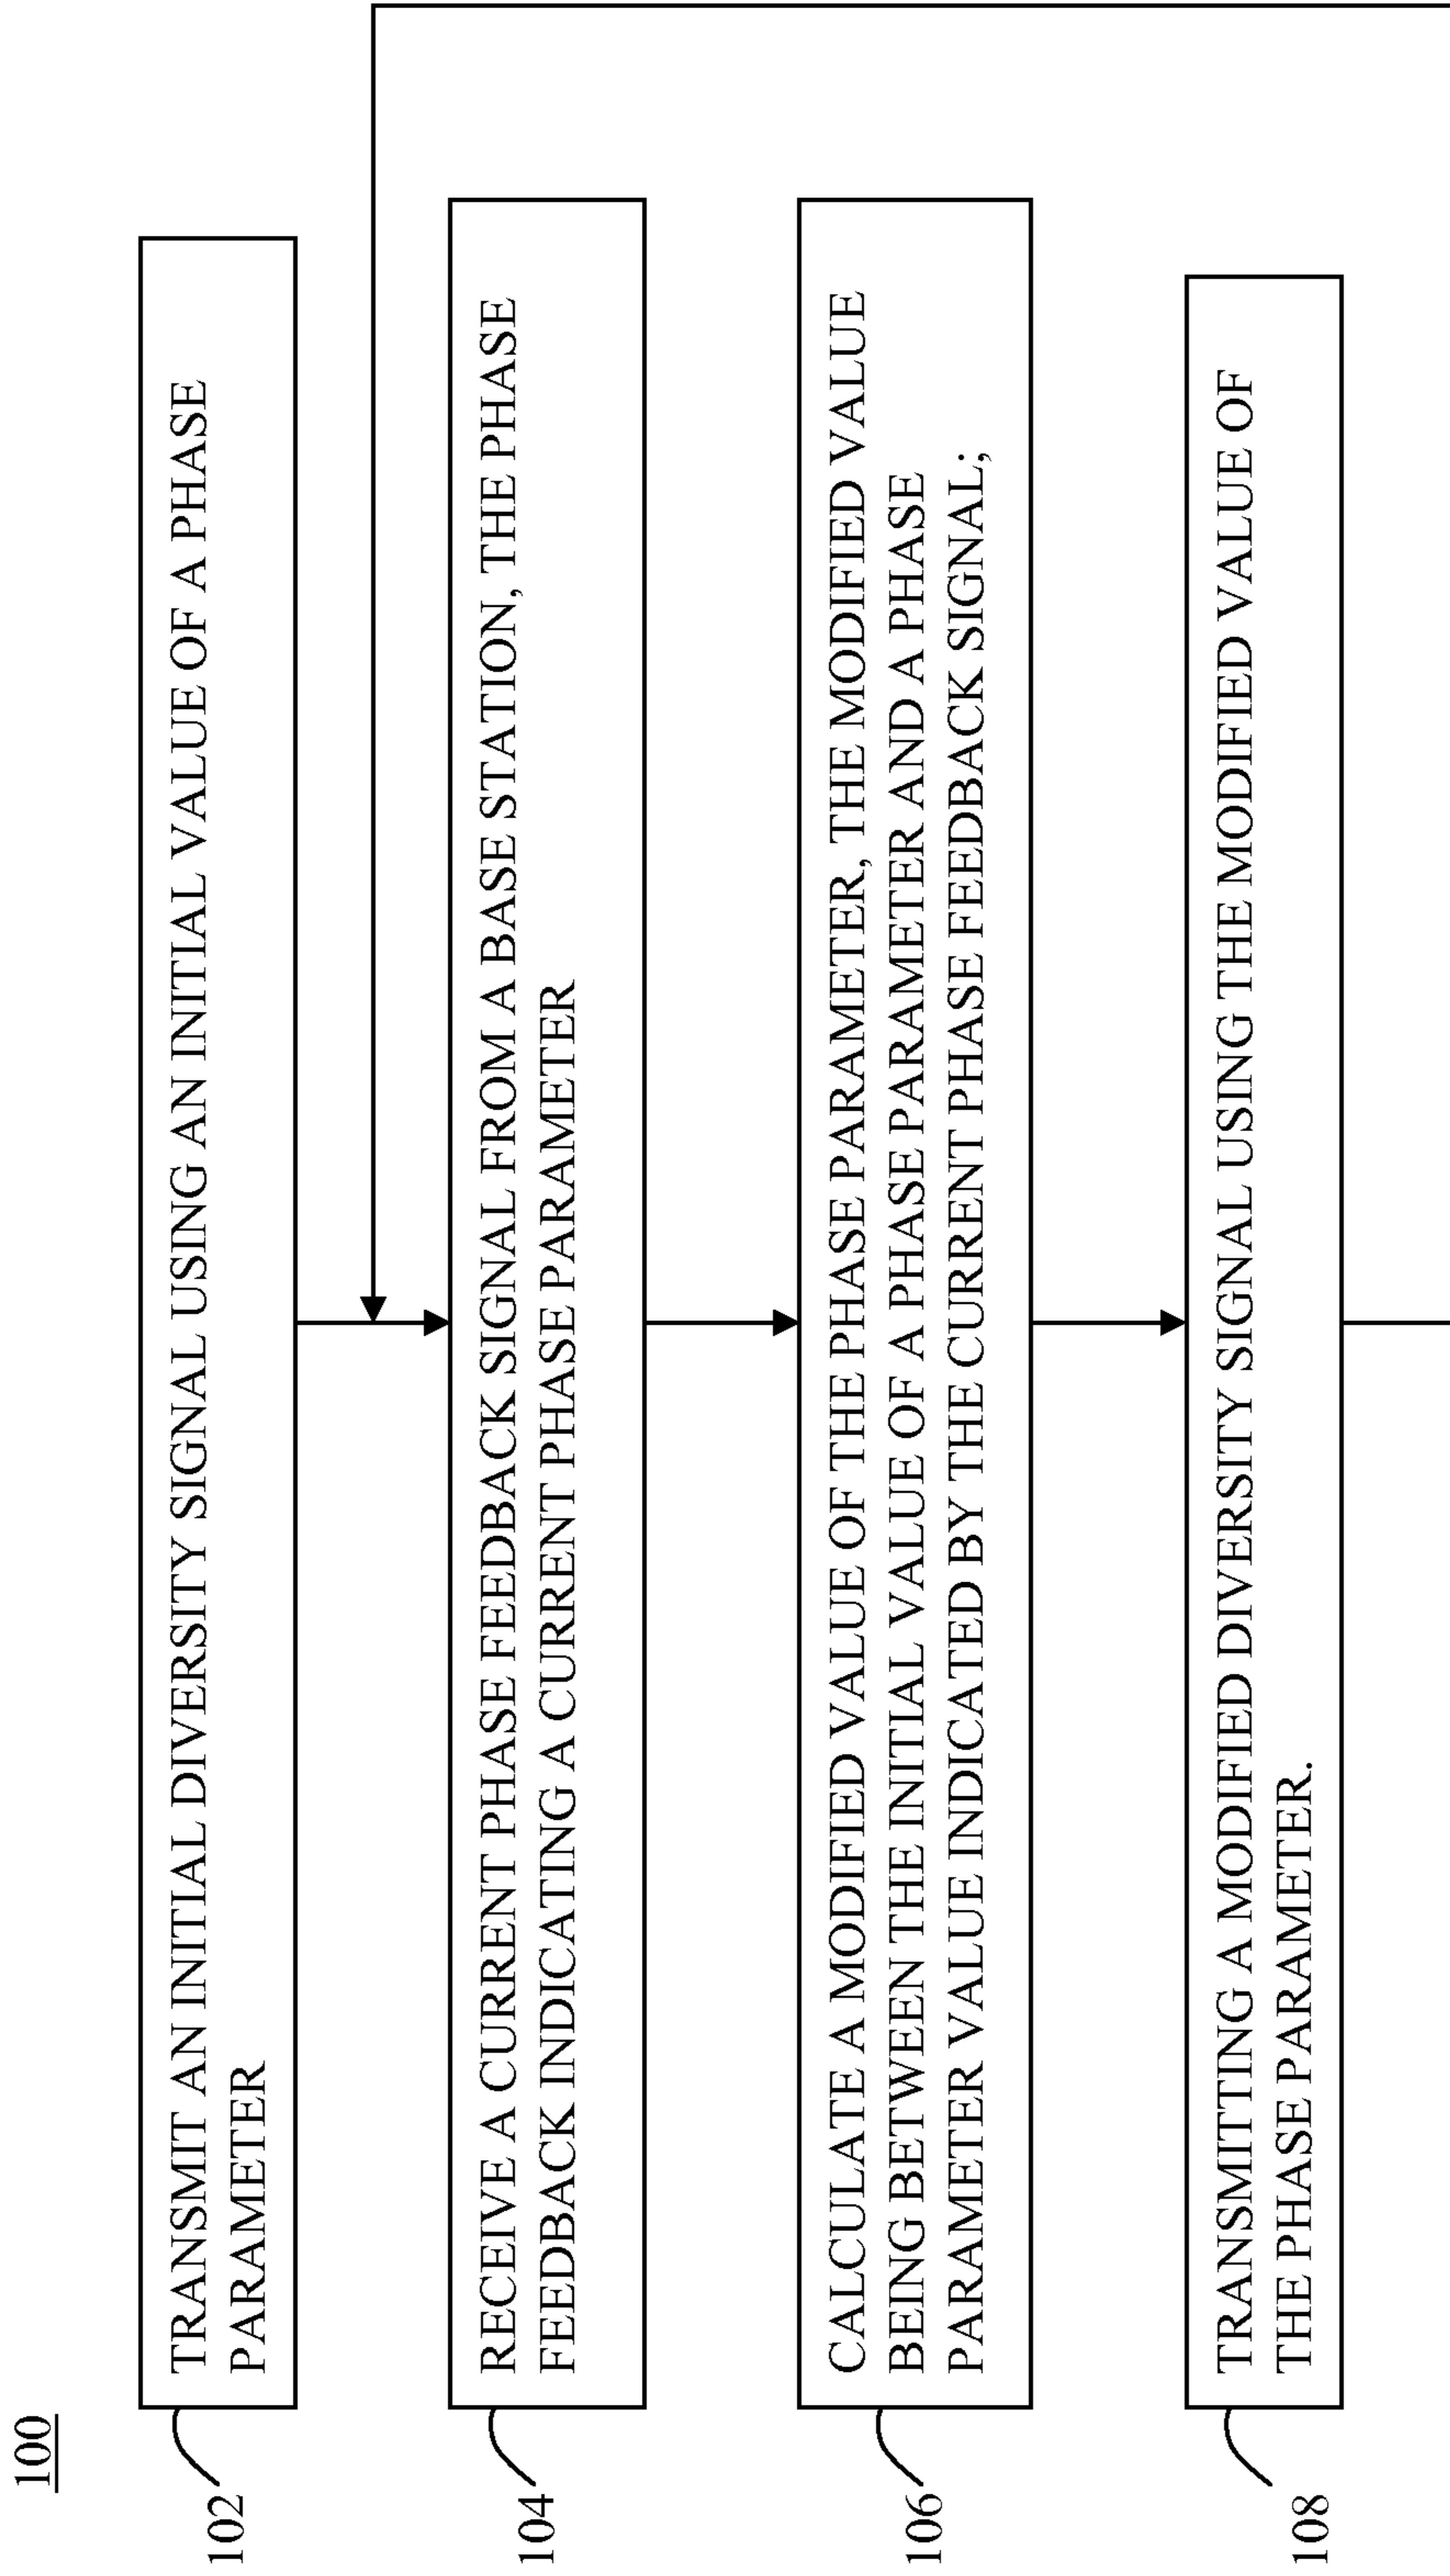 100
102
TRANSMIT AN INITIAL DIVERSITY SIGNAL USING AN INITIAL VALUE OF A PHASE
PARAMETER
104
RECEIVE A CURRENT PHASE FEEDBACK SIGNAL FROM A BASE STATION, THE PHASE
FEEDBACK INDICATING A CURRENT PHASE PARAMETER
106
CALCULATE A MODIFIED VALUE OF THE PHASE PARAMETER, THE MODIFIED VALUE
BEING BETWEEN THE INITIAL VALUE OF A PHASE PARAMETER AND A PHASE
PARAMETER VALUE INDICATED BY THE CURRENT PHASE FEEDBACK SIGNAL;
108
TRANSMITTING A MODIFIED DIVERSITY SIGNAL USING THE MODIFIED VALUE OF
THE PHASE PARAMETER.